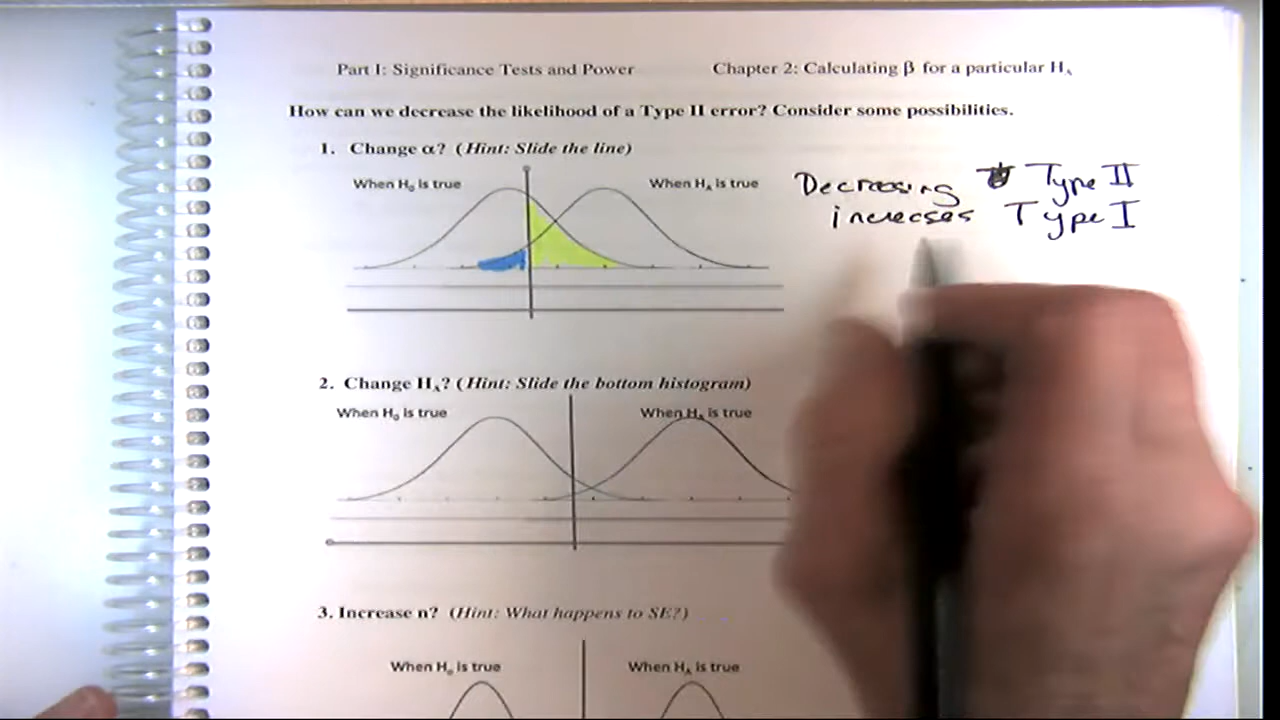 Part I: Significance Tests and Power Chapter 2: Calculating β for a particular Hₐ
How can we decrease the likelihood of a Type II error? Consider some possibilities.
1. Change α? (Hint: Slide the line)
When H₀ is true When Hₐ is true
Decreasing Type II
increases Type I
2. Change Hₐ? (Hint: Slide the bottom histogram)
When H₀ is true When Hₐ is true
3. Increase n? (Hint: What happens to SE?)
When H₀ is true When Hₐ is true